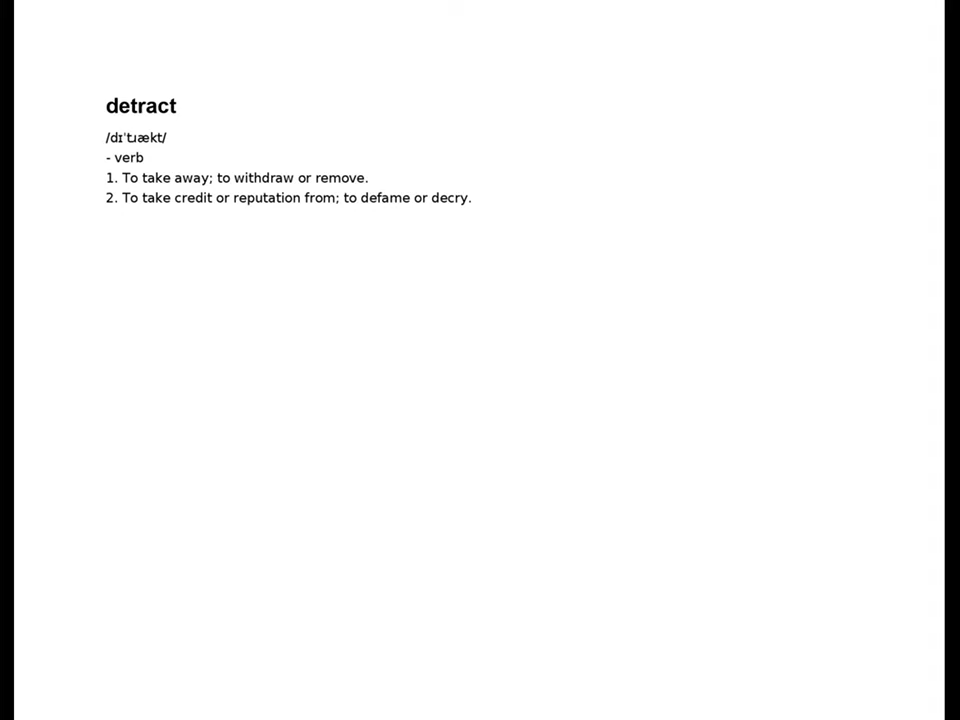 detract
/dɪˈtɹækt/
- verb
1. To take away; to withdraw or remove.
2. To take credit or reputation from; to defame or decry.